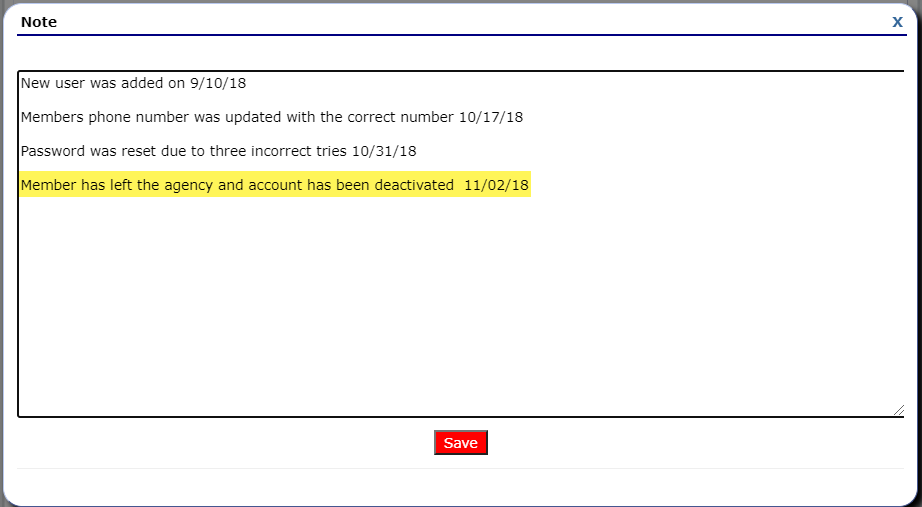 Note
X
New user was added on 9/10/18
Members phone number was updated with the correct number 10/17/18
Password was reset due to three incorrect tries 10/31/18
Member has left the agency and account has been deactivated  11/02/18
Save